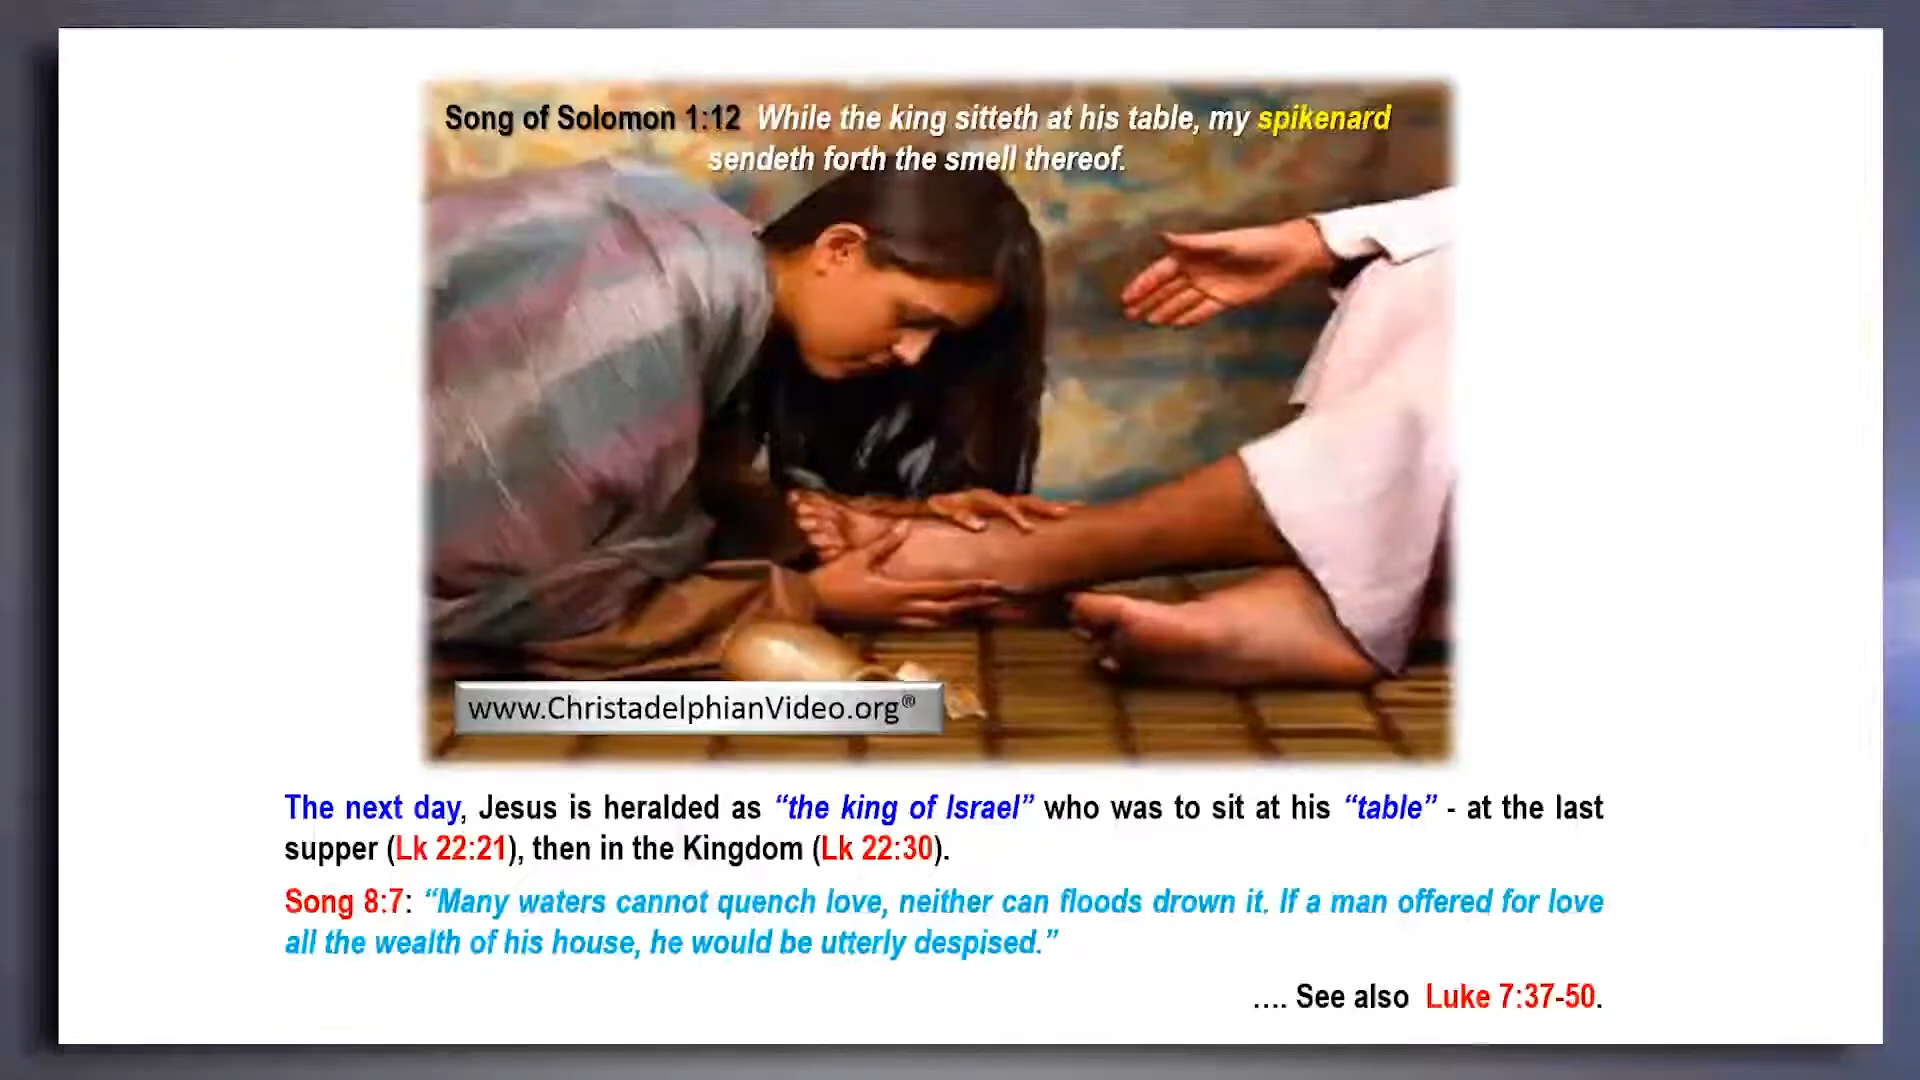 Song of Solomon 1:12 While the king sitteth at his table, my spikenard
sendeth forth the smell thereof.
www.ChristadelphianVideo.org®
The next day, Jesus is heralded as “the king of Israel” who was to sit at his “table” - at the last
supper (Lk 22:21), then in the Kingdom (Lk 22:30).
Song 8:7: “Many waters cannot quench love, neither can floods drown it. If a man offered for love
all the wealth of his house, he would be utterly despised.”
…. See also Luke 7:37-50.